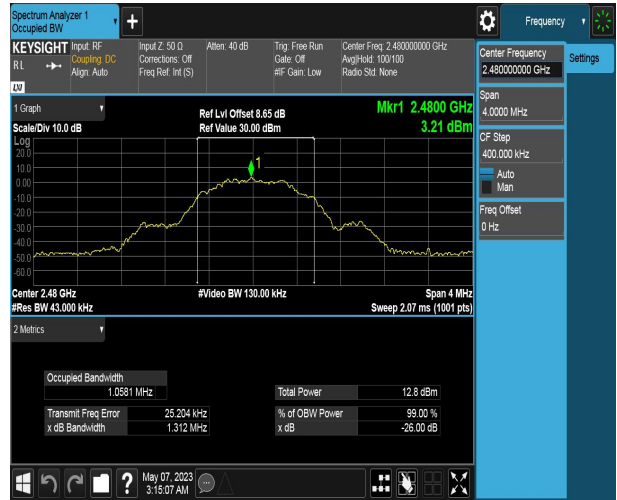 Spectrum Analyzer 1
Occupied BW
Frequency
KEYSIGHT Input: RF Input Z: 50 Ω Atten: 40 dB Trig: Free Run Center Freq: 2.480000000 GHz
RL Coupling: DC Corrections: Off Gate: Off Avg|Hold: 100/100
Align: Auto Freq Ref: Int (S) #IF Gain: Low Radio Std: None
Center Frequency
2.480000000 GHz
Settings
Span
4.0000 MHz
CF Step
400.000 kHz
Auto
Man
Freq Offset
0 Hz
1 Graph
Ref Lvl Offset 8.65 dB Mkr1 2.4800 GHz
Scale/Div 10.0 dB Ref Value 30.00 dBm 3.21 dBm
Log
20.0
10.0
1
0.00
-10.0
-20.0
-30.0
-40.0
-50.0
-60.0
Center 2.48 GHz #Video BW 130.00 kHz Span 4 MHz
#Res BW 43.000 kHz Sweep 2.07 ms (1001 pts)
2 Metrics
Occupied Bandwidth
1.0581 MHz Total Power 12.8 dBm
Transmit Freq Error 25.204 kHz % of OBW Power 99.00 %
x dB Bandwidth 1.312 MHz x dB -26.00 dB
May 07, 2023
3:15:07 AM